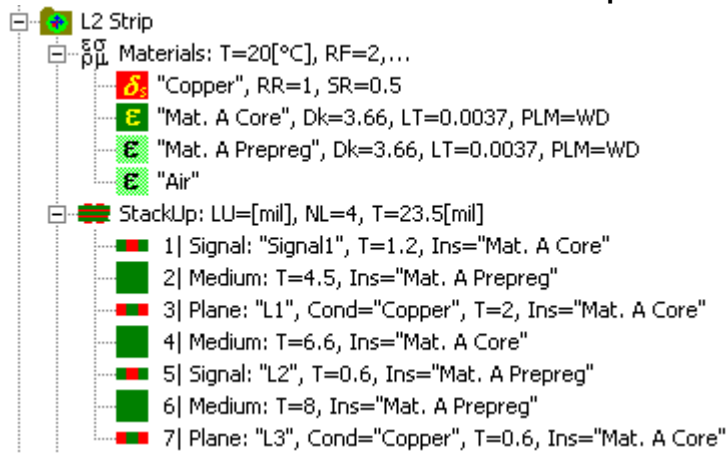 L2 Strip
εσ
ρμ Materials: T=20[°C], RF=2,...
δs "Copper", RR=1, SR=0.5
ε "Mat. A Core", Dk=3.66, LT=0.0037, PLM=WD
ε "Mat. A Prepreg", Dk=3.66, LT=0.0037, PLM=WD
ε "Air"
StackUp: LU=[mil], NL=4, T=23.5[mil]
1| Signal: "Signal1", T=1.2, Ins="Mat. A Core"
2| Medium: T=4.5, Ins="Mat. A Prepreg"
3| Plane: "L1", Cond="Copper", T=2, Ins="Mat. A Core"
4| Medium: T=6.6, Ins="Mat. A Core"
5| Signal: "L2", T=0.6, Ins="Mat. A Prepreg"
6| Medium: T=8, Ins="Mat. A Prepreg"
7| Plane: "L3", Cond="Copper", T=0.6, Ins="Mat. A Core"